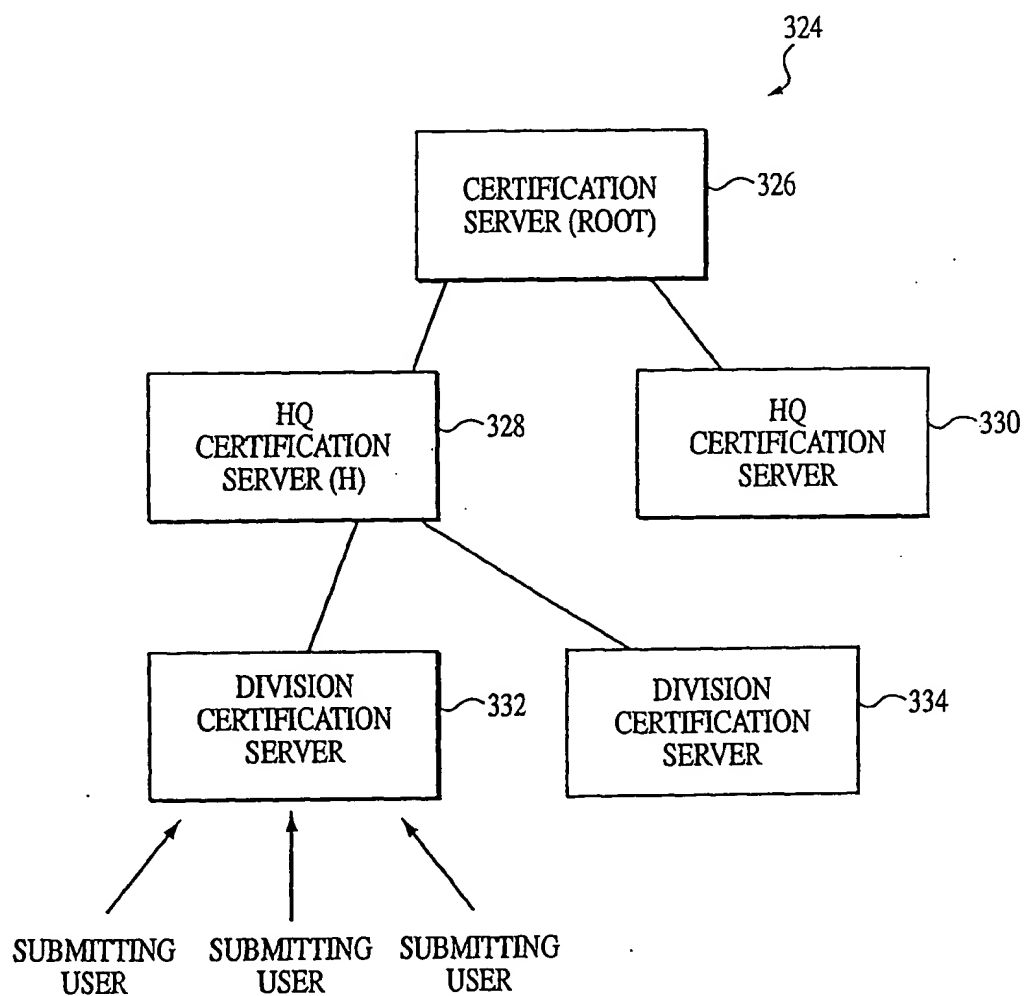 324
CERTIFICATION
SERVER (ROOT)
326
HQ
CERTIFICATION
SERVER (H)
328
HQ
CERTIFICATION
SERVER
330
DIVISION
CERTIFICATION
SERVER
332
DIVISION
CERTIFICATION
SERVER
334
SUBMITTING
USER
SUBMITTING
USER
SUBMITTING
USER